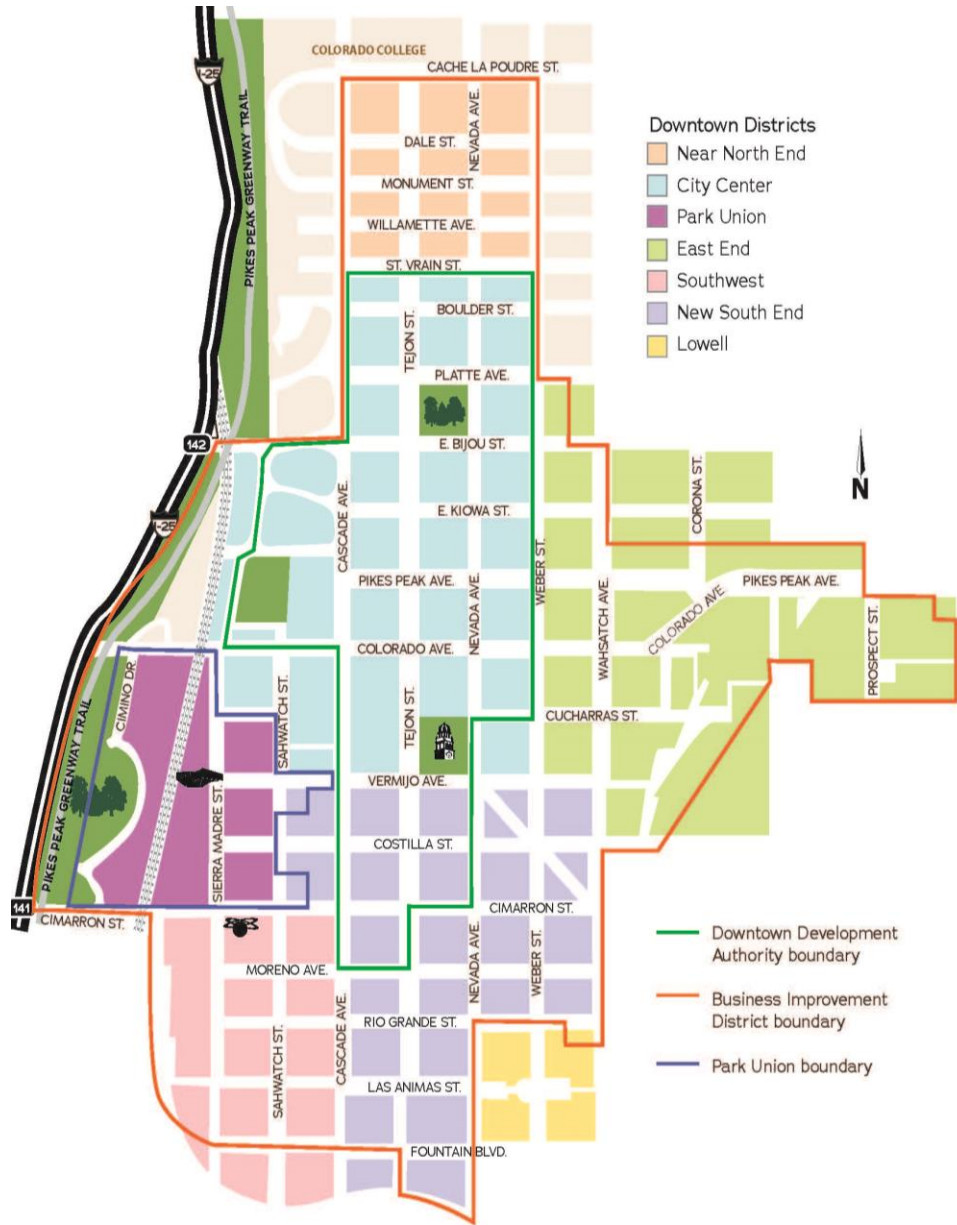 COLORADO COLLEGE
CACHE LA POUDRE ST.
I-25
PIKES PEAK GREENWAY TRAIL
NEVADA AVE.
DALE ST.
MONUMENT ST.
WILLAMETTE AVE.
ST. VRAIN ST.
BOULDER ST.
TEJON ST.
PLATTE AVE.
E. BIJOU ST.
142
CORONA ST.
I-25
CASCADE AVE.
E. KIOWA ST.
WEBER ST.
PIKES PEAK AVE.
PIKES PEAK AVE.
NEVADA AVE.
WAHSATCH AVE.
COLORADO AVE.
COLORADO AVE.
PROSPECT ST.
CIMINO DR.
SAHWATCH ST.
TEJON ST.
CUCHARRAS ST.
PIKES PEAK GREENWAY TRAIL
VERMIJO AVE.
SIERRA MADRE ST.
COSTILLA ST.
141
CIMARRON ST.
CIMARRON ST.
NEVADA AVE.
WEBER ST.
MORENO AVE.
CASCADE AVE.
RIO GRANDE ST.
SAHWATCH ST.
LAS ANIMAS ST.
FOUNTAIN BLVD.
Downtown Districts
Near North End
City Center
Park Union
East End
Southwest
New South End
Lowell
N
Downtown Development
Authority boundary
Business Improvement
District boundary
Park Union boundary